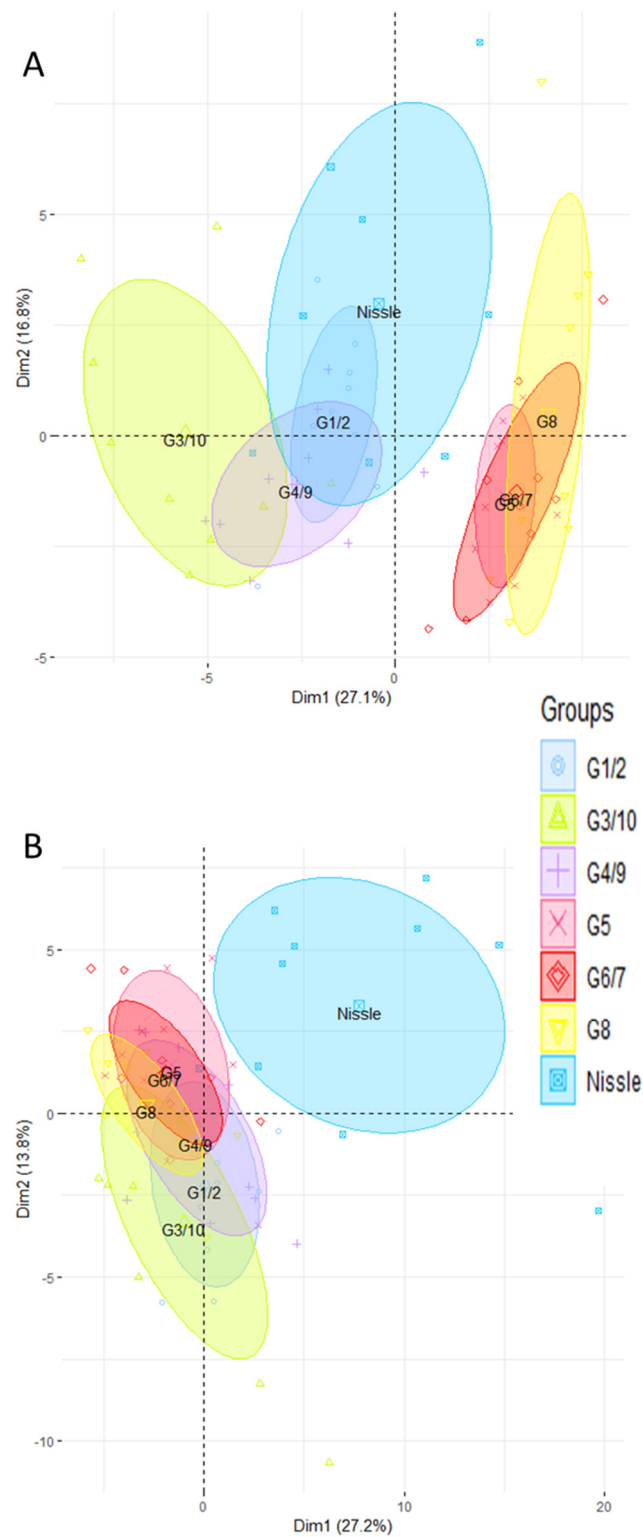 A
5
0
-5
Dim2 (16.8%)
Nissle
G1/2
G3/10
G4/9
G8
G6/7
G5
-5
0
Dim1 (27.1%)
Groups
G1/2
G3/10
G4/9
G5
G6/7
G8
Nissle
B
5
0
-5
-10
Dim2 (13.8%)
Nissle
G5
G6/7
G8
G4/9
G1/2
G3/10
0
10
20
Dim1 (27.2%)